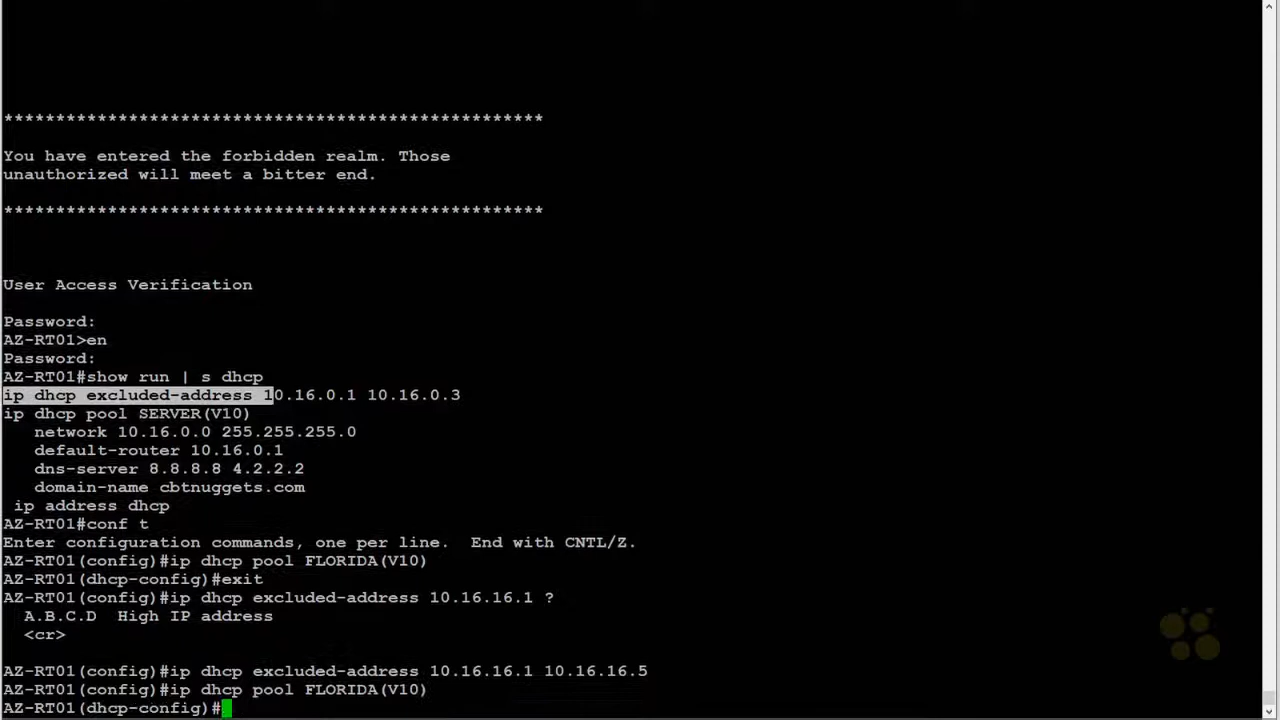 ****************************************************
You have entered the forbidden realm. Those
unauthorized will meet a bitter end.
****************************************************
User Access Verification
Password:
AZ-RT01>en
Password:
AZ-RT01#show run | s dhcp
ip dhcp excluded-address 10.16.0.1 10.16.0.3
ip dhcp pool SERVER(V10)
   network 10.16.0.0 255.255.255.0
   default-router 10.16.0.1
   dns-server 8.8.8.8 4.2.2.2
   domain-name cbtnuggets.com
 ip address dhcp
AZ-RT01#conf t
Enter configuration commands, one per line.  End with CNTL/Z.
AZ-RT01(config)#ip dhcp pool FLORIDA(V10)
AZ-RT01(dhcp-config)#exit
AZ-RT01(config)#ip dhcp excluded-address 10.16.16.1 ?
  A.B.C.D  High IP address
  <cr>
AZ-RT01(config)#ip dhcp excluded-address 10.16.16.1 10.16.16.5
AZ-RT01(config)#ip dhcp pool FLORIDA(V10)
AZ-RT01(dhcp-config)#